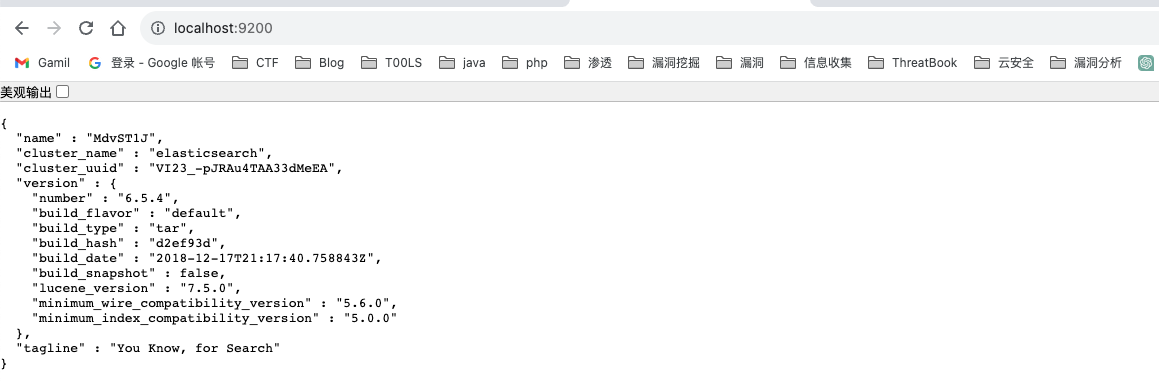 localhost:9200
Gamil
登录 - Google 帐号
CTF
Blog
T00LS
java
php
渗透
漏洞挖掘
漏洞
信息收集
ThreatBook
云安全
漏洞分析
美观输出
{
  "name" : "MdvST1J",
  "cluster_name" : "elasticsearch",
  "cluster_uuid" : "VI23_-pJRAu4TAA33dMeEA",
  "version" : {
    "number" : "6.5.4",
    "build_flavor" : "default",
    "build_type" : "tar",
    "build_hash" : "d2ef93d",
    "build_date" : "2018-12-17T21:17:40.758843Z",
    "build_snapshot" : false,
    "lucene_version" : "7.5.0",
    "minimum_wire_compatibility_version" : "5.6.0",
    "minimum_index_compatibility_version" : "5.0.0"
  },
  "tagline" : "You Know, for Search"
}